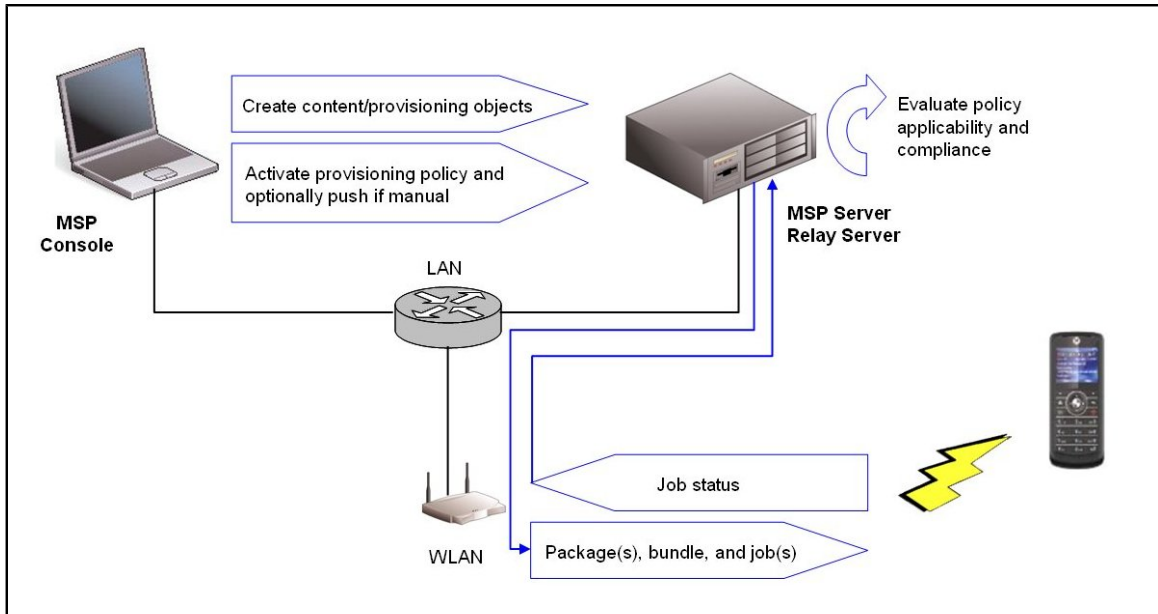 Create content/provisioning objects
Activate provisioning policy and
optionally push if manual
Evaluate policy
applicability and
compliance
MSP
Console
MSP Server
Relay Server
LAN
Job status
WLAN
Package(s), bundle, and job(s)